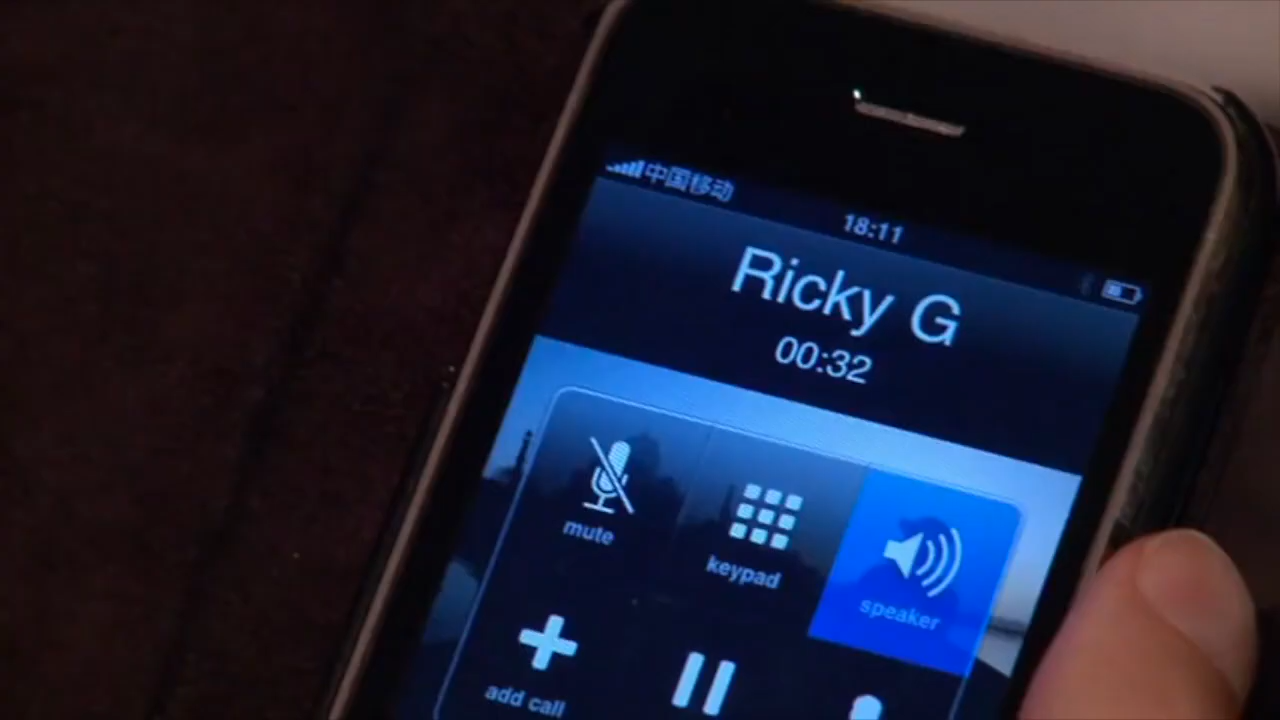 中国移动
18:11
Ricky G
00:32
mute
keypad
speaker
add call